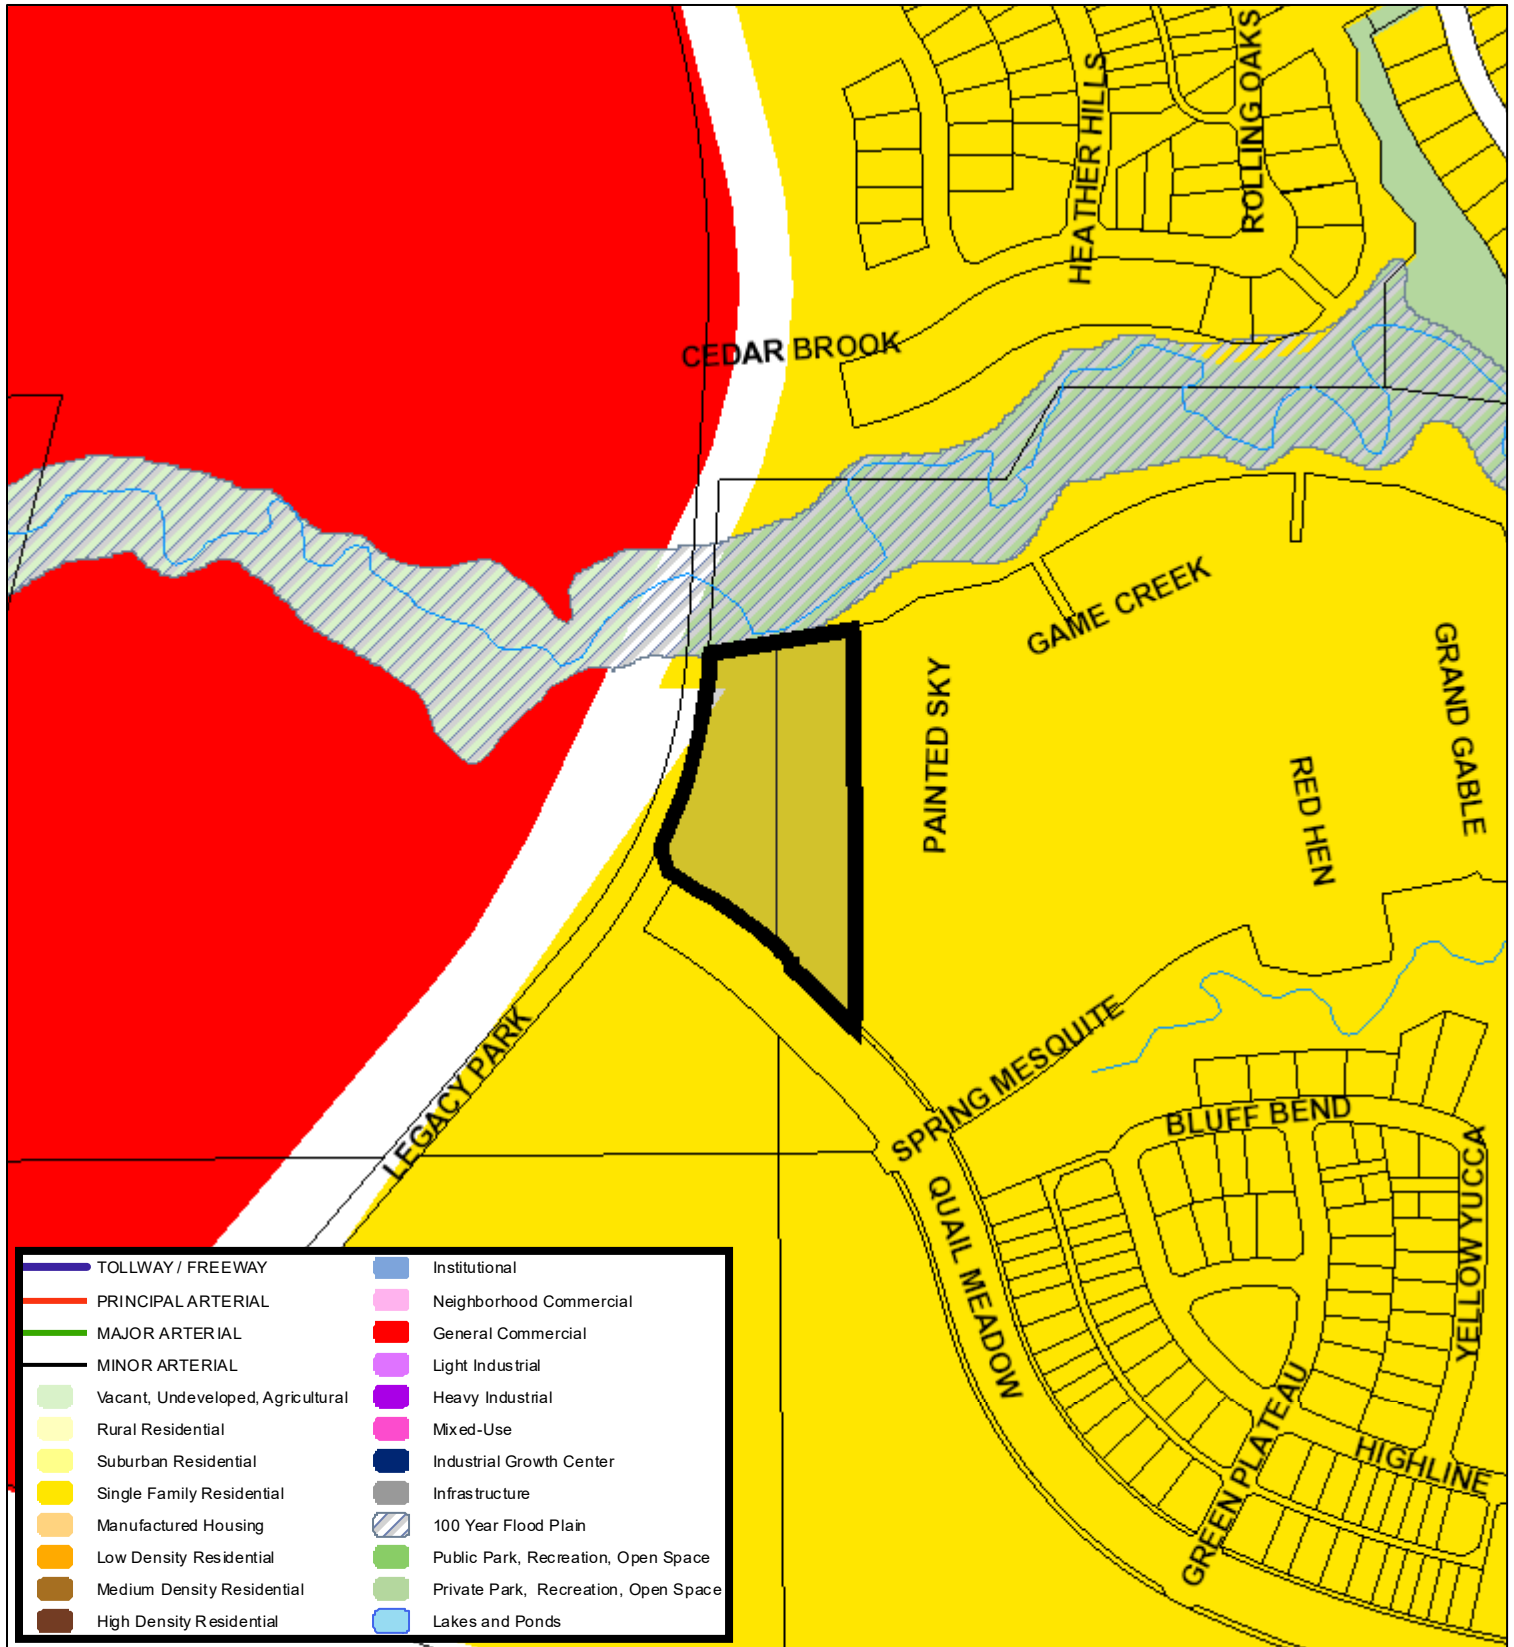 HEATHER HILLS
ROLLING OAKS
CEDAR BROOK
GAME CREEK
PAINTED SKY
GRAND GABLE
RED HEN
SPRING MESQUITE
LEGACY PARK
BLUFF BEND
YELLOW YUCCA
QUAIL MEADOW
GREEN PLATEAU
HIGHLINE
TOLLWAY / FREEWAY
PRINCIPAL ARTERIAL
MAJOR ARTERIAL
MINOR ARTERIAL
Vacant, Undeveloped, Agricultural
Rural Residential
Suburban Residential
Single Family Residential
Manufactured Housing
Low Density Residential
Medium Density Residential
High Density Residential
Institutional
Neighborhood Commercial
General Commercial
Light Industrial
Heavy Industrial
Mixed-Use
Industrial Growth Center
Infrastructure
100 Year Flood Plain
Public Park, Recreation, Open Space
Private Park, Recreation, Open Space
Lakes and Ponds